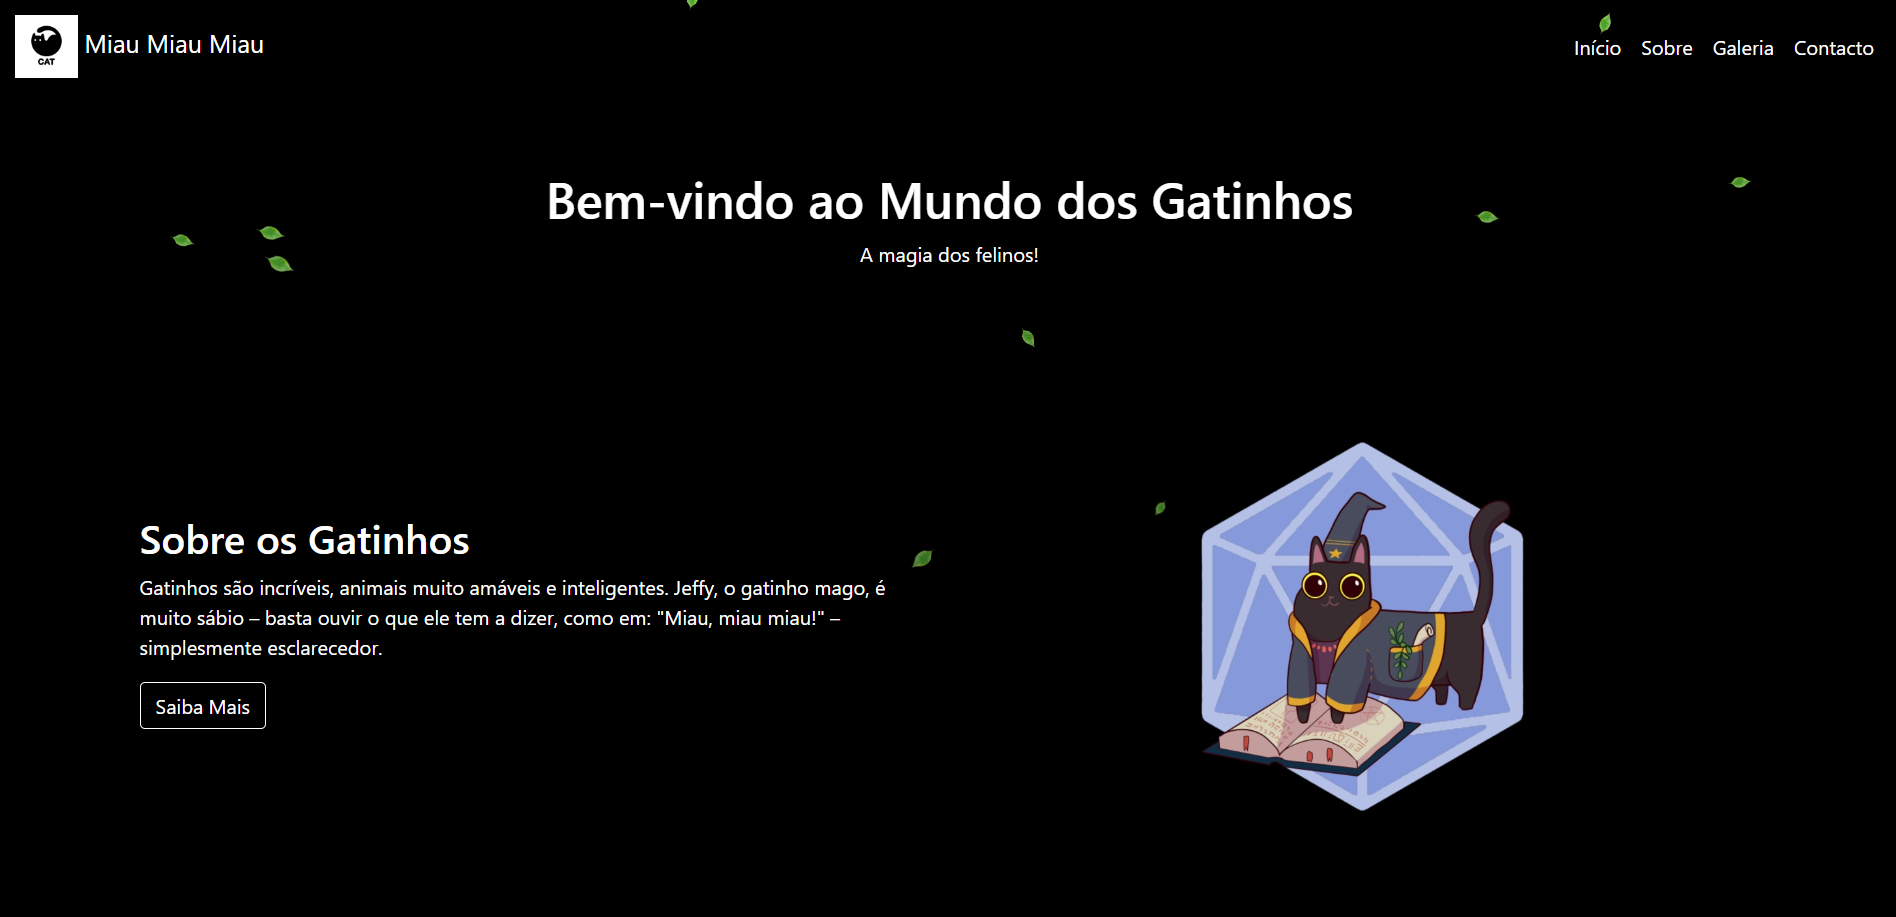 CAT
Miau Miau Miau
Início Sobre Galeria Contacto
Bem-vindo ao Mundo dos Gatinhos
A magia dos felinos!
Sobre os Gatinhos
Gatinhos são incríveis, animais muito amáveis e inteligentes. Jeffy, o gatinho mago, é
muito sábio – basta ouvir o que ele tem a dizer, como em: "Miau, miau miau!" –
simplesmente esclarecedor.
Saiba Mais